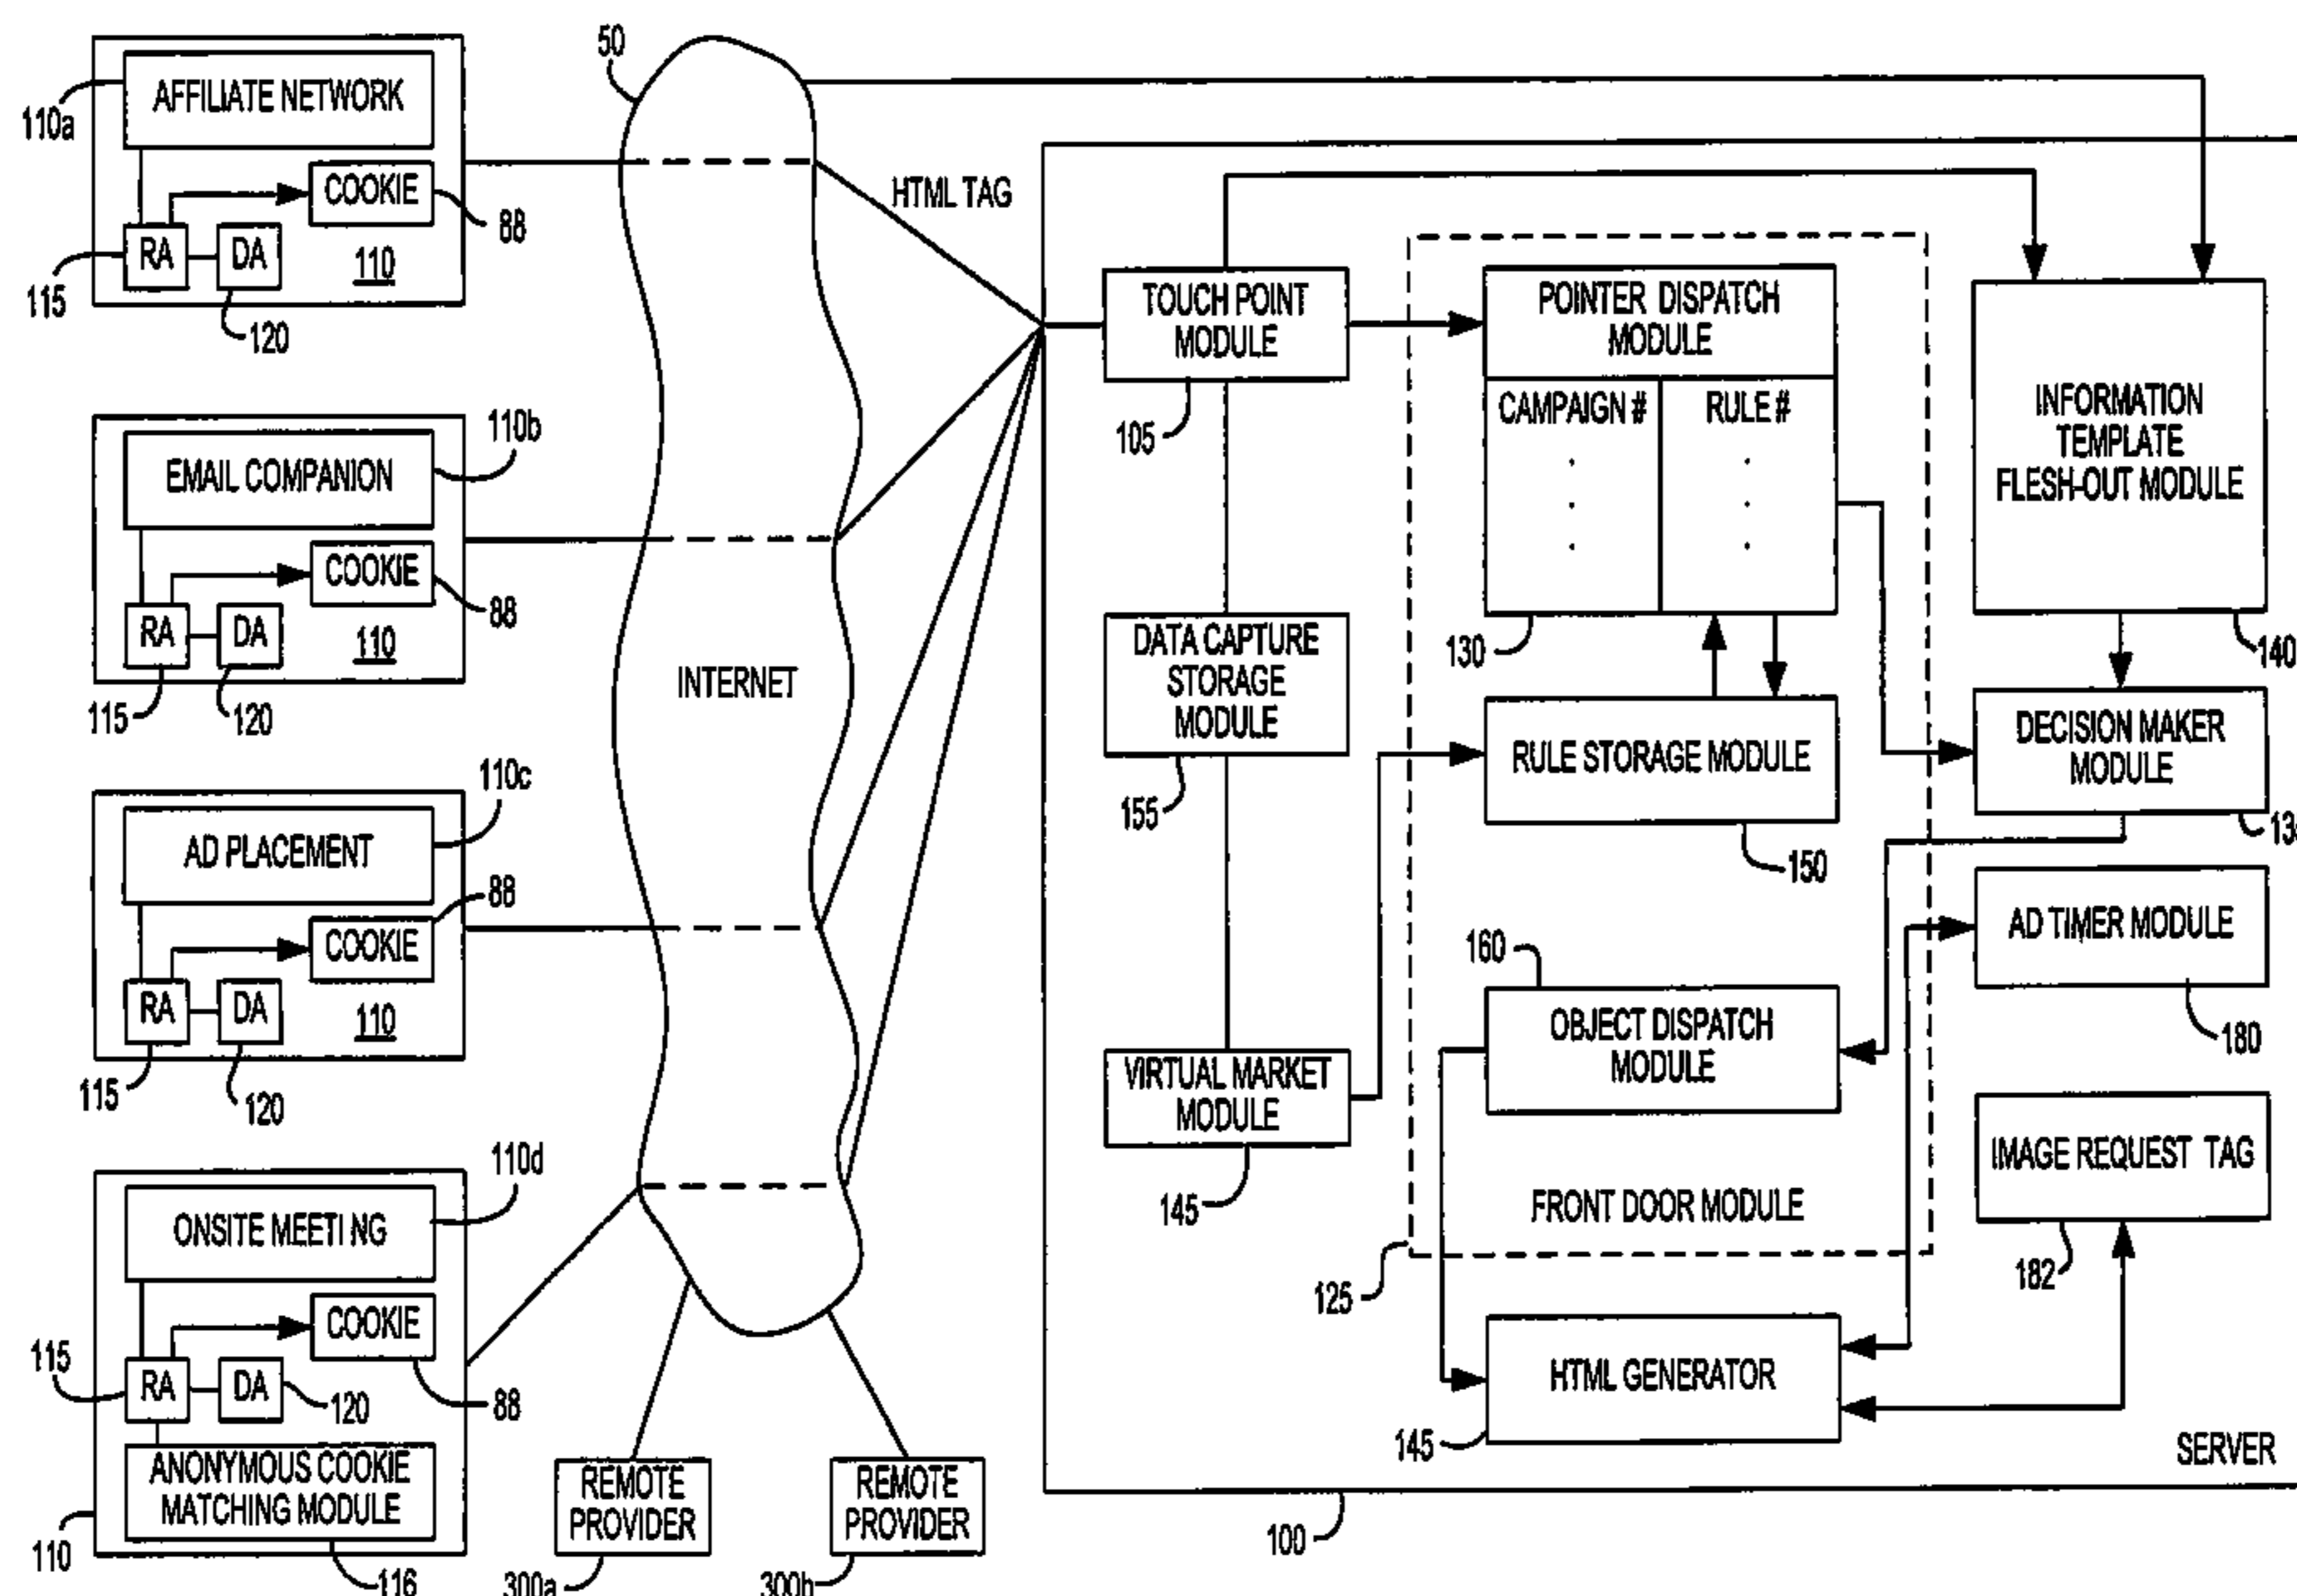 110a
AFFILIATE NETWORK
COOKIE
88
RA
DA
110
115
120
110b
EMAIL COMPANION
COOKIE
88
RA
DA
110
115
120
110c
AD PLACEMENT
88
COOKIE
RA
DA
110
115
120
110d
ONSITE MEETING
COOKIE
115
RA
DA
120
88
ANONYMOUS COOKIE
MATCHING MODULE
110
116
50
INTERNET
HTML TAG
REMOTE
PROVIDER
300a
REMOTE
PROVIDER
300b
TOUCH POINT
MODULE
105
DATA CAPTURE
STORAGE
MODULE
155
VIRTUAL MARKET
MODULE
145
POINTER DISPATCH
MODULE
CAMPAIGN #
RULE #
130
RULE STORAGE MODULE
150
160
OBJECT DISPATCH
MODULE
FRONT DOOR MODULE
125
HTML GENERATOR
145
INFORMATION
TEMPLATE
FLESH-OUT MODULE
140
DECISION MAKER
MODULE
AD TIMER MODULE
180
IMAGE REQUEST TAG
182
SERVER
100